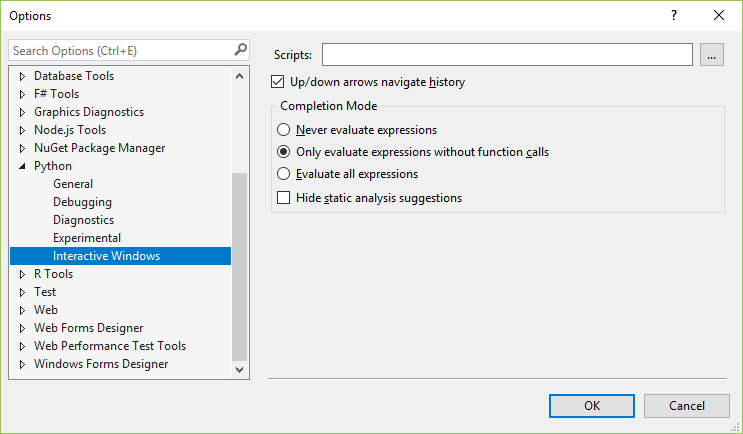 Options
Search Options (Ctrl+E)
Database Tools
F# Tools
Graphics Diagnostics
Node.js Tools
NuGet Package Manager
Python
General
Debugging
Diagnostics
Experimental
Interactive Windows
R Tools
Test
Web
Web Forms Designer
Web Performance Test Tools
Windows Forms Designer
Scripts:
...
Up/down arrows navigate history
Completion Mode
Never evaluate expressions
Only evaluate expressions without function calls
Evaluate all expressions
Hide static analysis suggestions
OK
Cancel